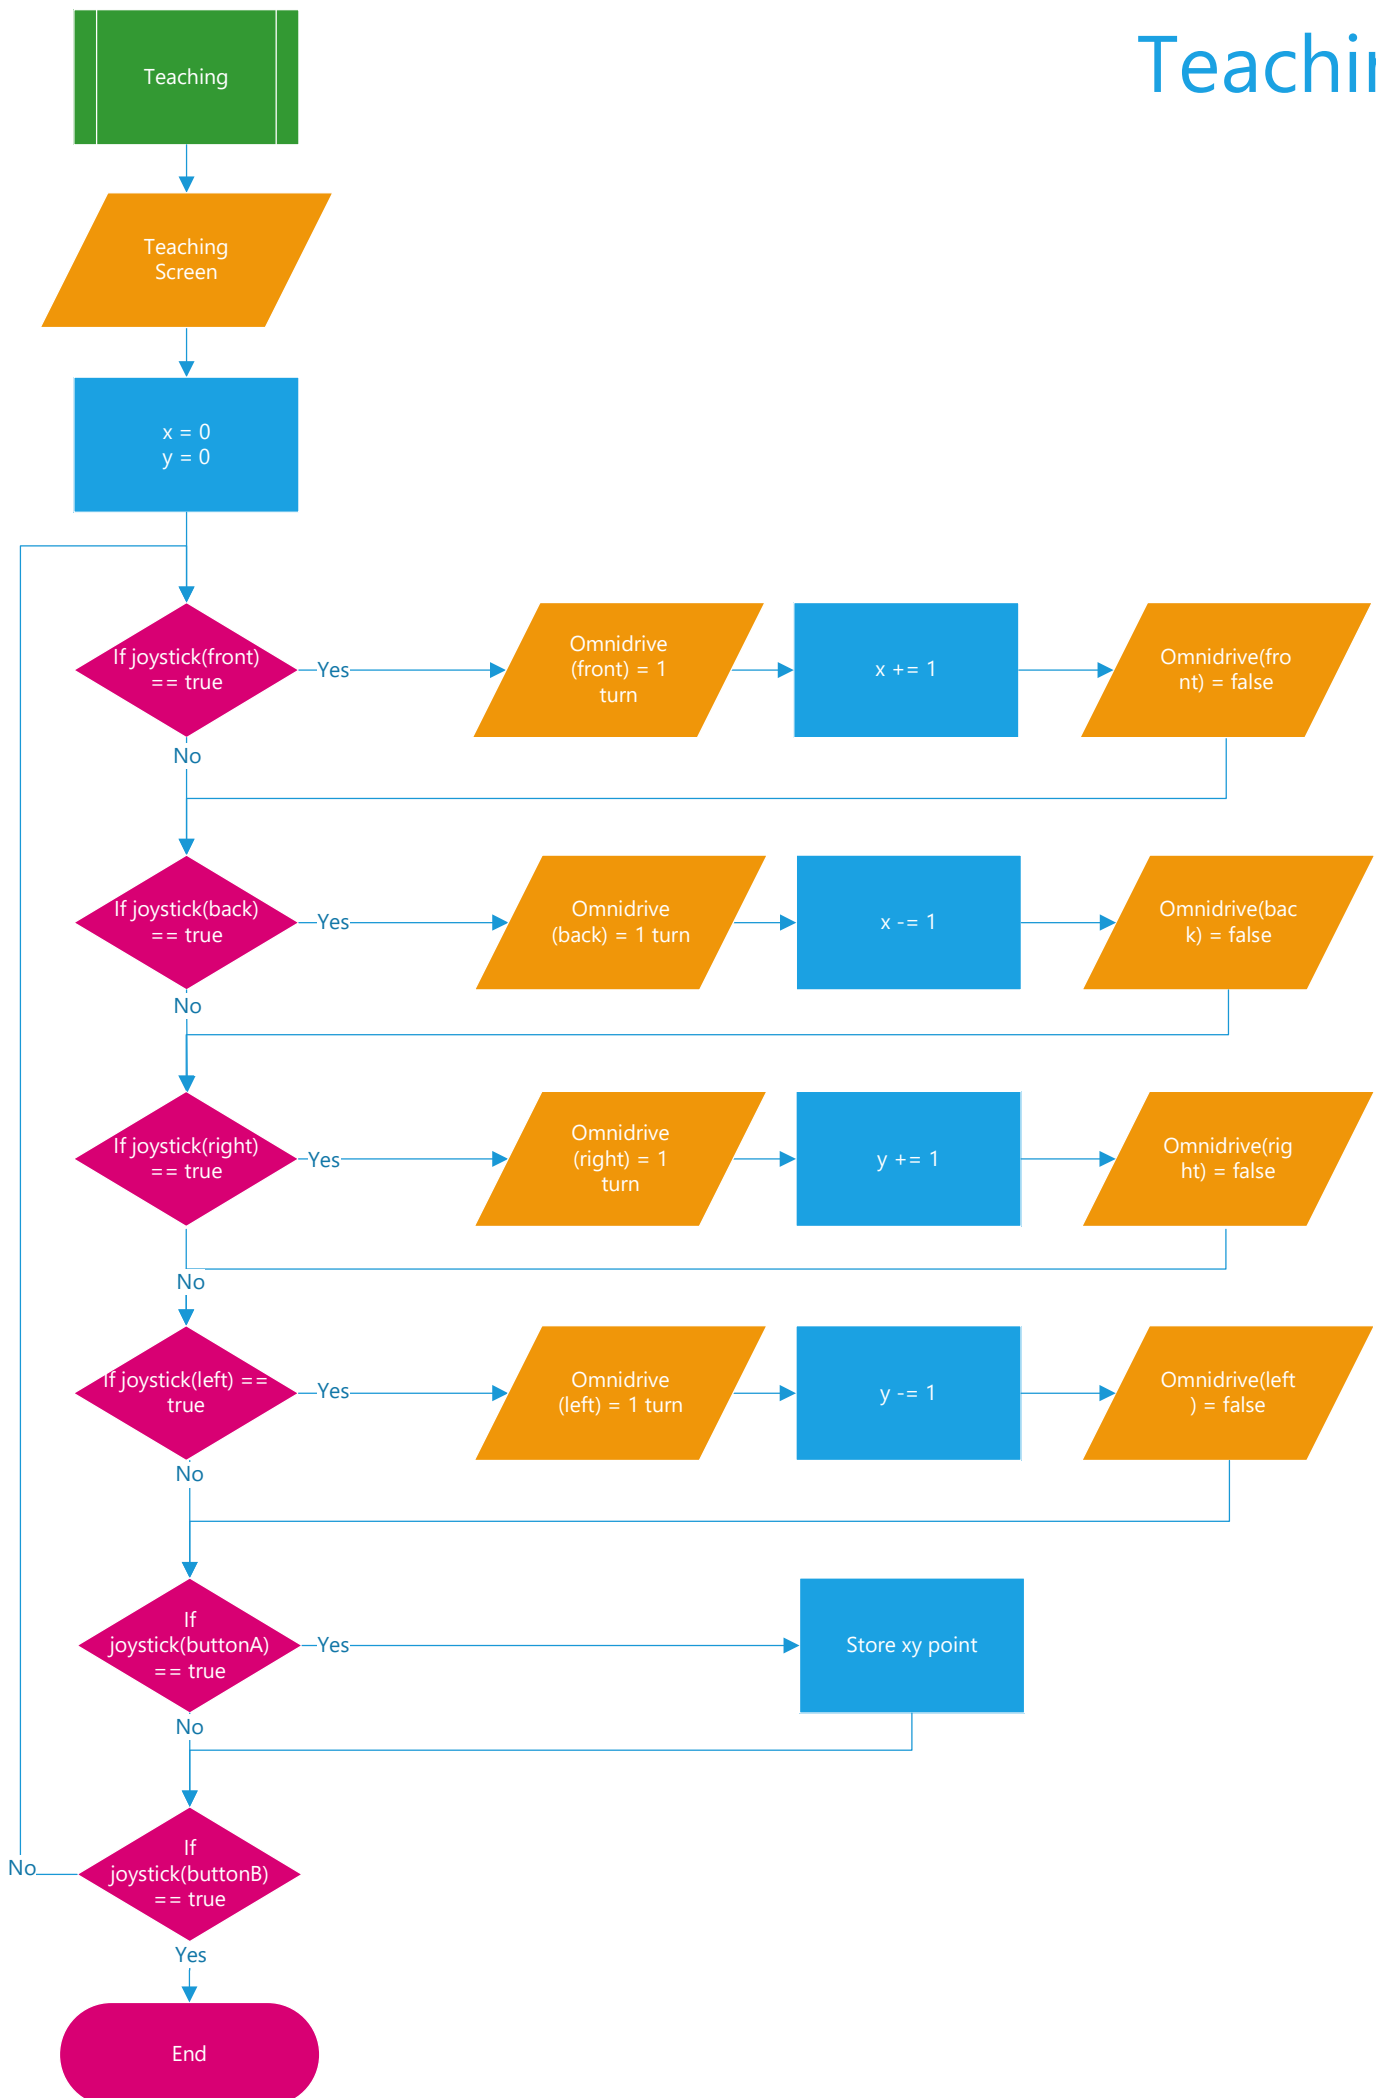 Teachin
Teaching
Teaching
Screen
x = 0
y = 0
If joystick(front)
== true
Yes
Omnidrive
(front) = 1
turn
x += 1
Omnidrive(fro
nt) = false
No
If joystick(back)
== true
Yes
Omnidrive
(back) = 1 turn
x -= 1
Omnidrive(bac
k) = false
No
If joystick(right)
== true
Yes
Omnidrive
(right) = 1
turn
y += 1
Omnidrive(rig
ht) = false
No
If joystick(left) ==
true
Yes
Omnidrive
(left) = 1 turn
y -= 1
Omnidrive(left
) = false
No
If
joystick(buttonA)
== true
Yes
Store xy point
No
If
joystick(buttonB)
== true
No
Yes
End